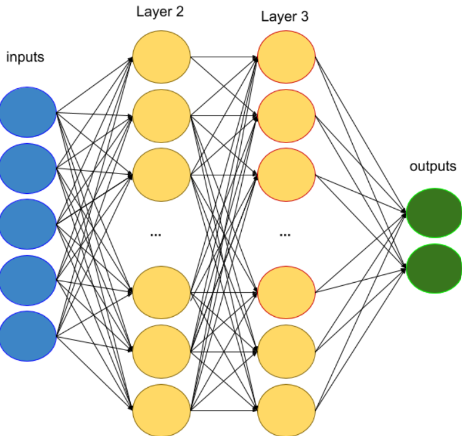 Layer 2
Layer 3
inputs
outputs
...
...